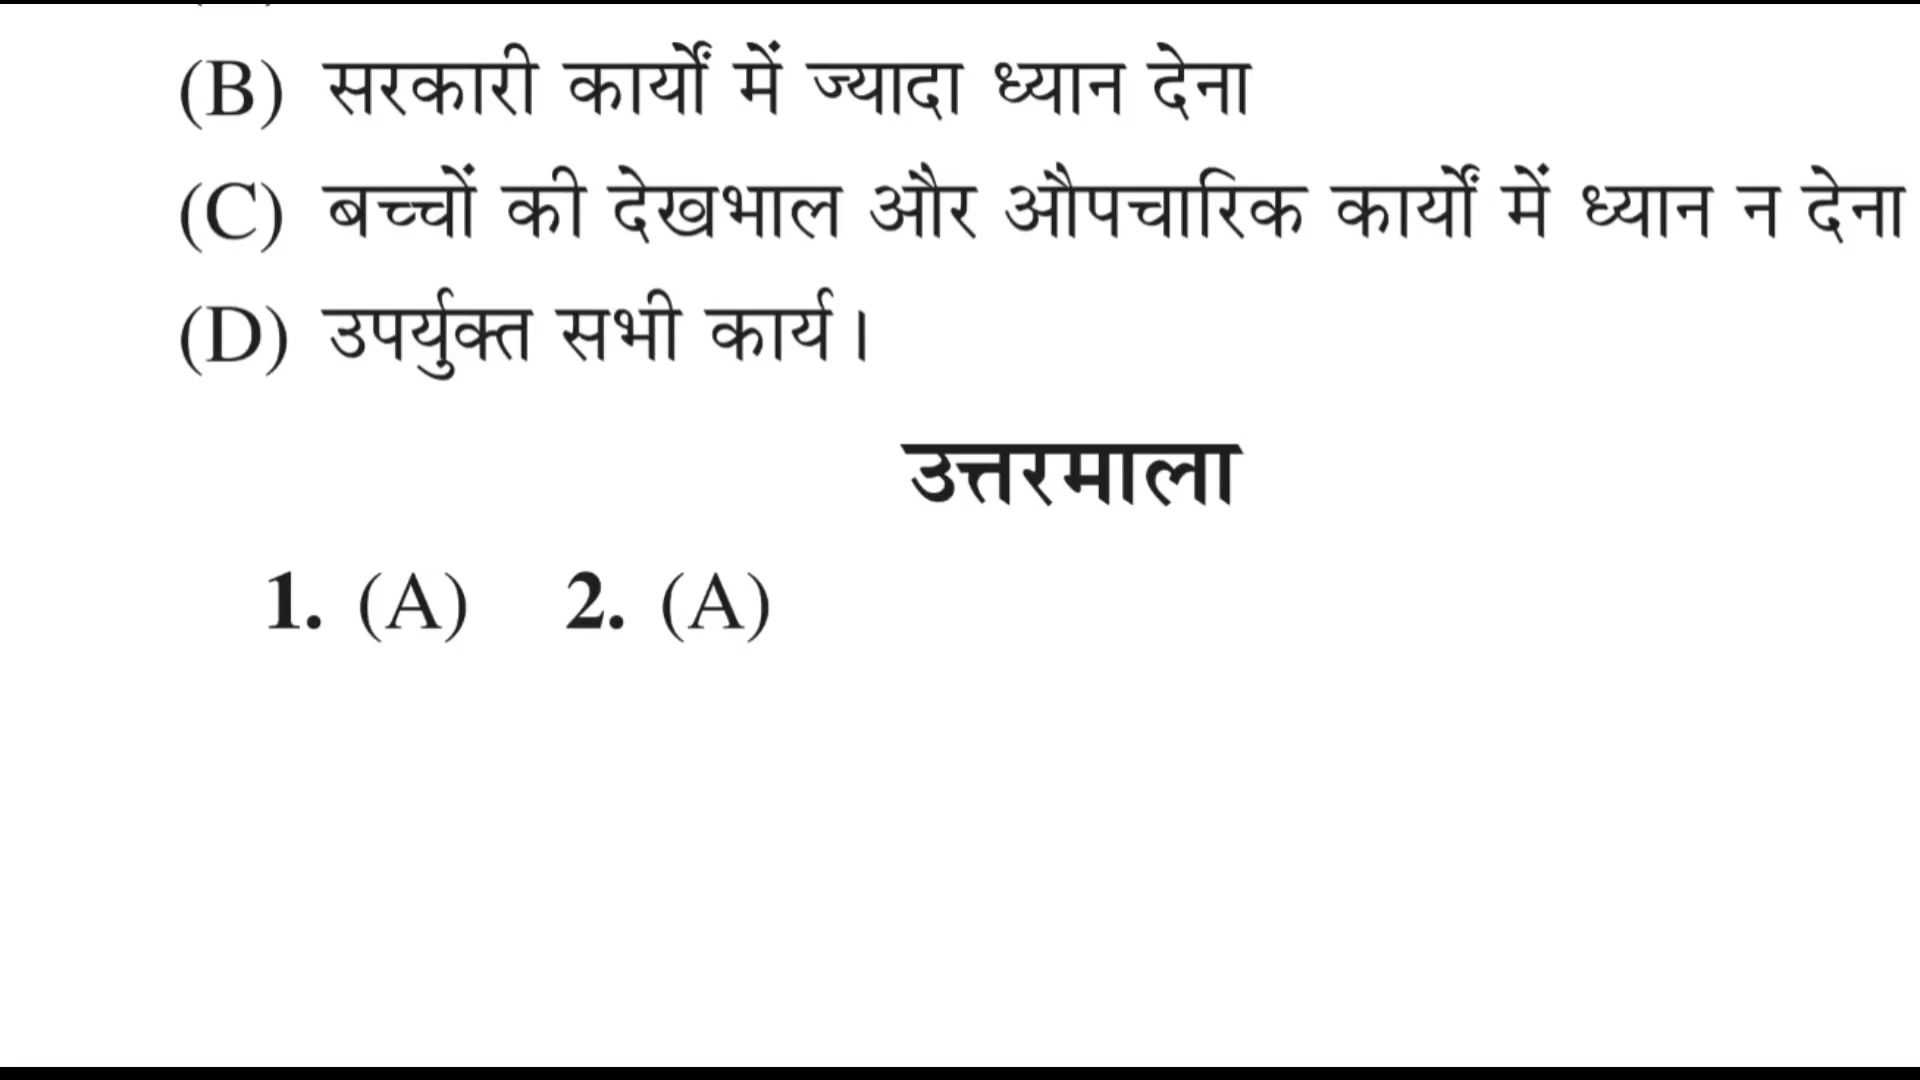 (B) सरकारी कार्यों में ज्यादा ध्यान देना
(C) बच्चों की देखभाल और औपचारिक कार्यों में ध्यान न देना
(D) उपर्युक्त सभी कार्य।
उत्तरमाला
1. (A) 2. (A)